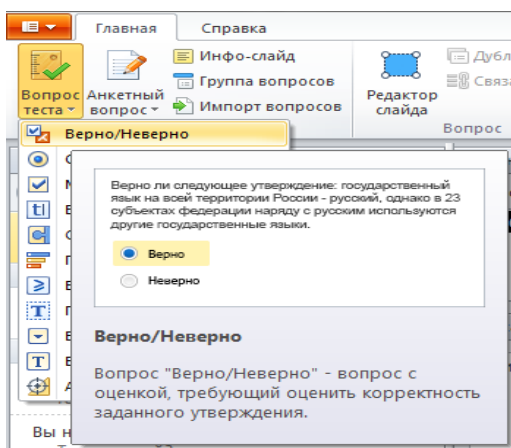 Главная Справка
Вопрос теста
Анкетный вопрос
Инфо-слайд
Группа вопросов
Импорт вопросов
Редактор слайда
Вопрос
Верно/Неверно
Верно ли следующее утверждение: государственный
язык на всей территории России - русский, однако в 23
субъектах федерации наряду с русским используются
другие государственные языки.
Верно
Неверно
Верно/Неверно
Вопрос "Верно/Неверно" - вопрос с
оценкой, требующий оценить корректность
заданного утверждения.
Вы